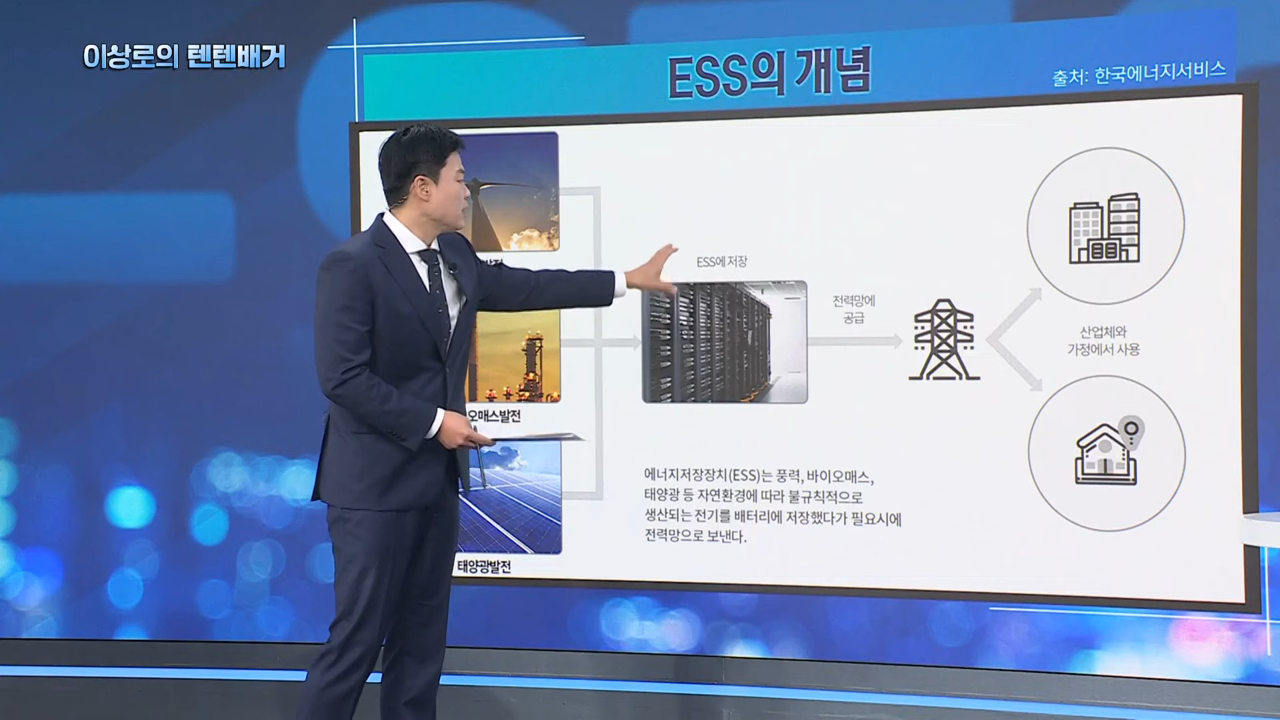 이상로의 텐텐배거
ESS의 개념
출처: 한국에너지서비스
ESS에 저장
전력망에
공급
산업체와
가정에서 사용
오매스발전
태양광발전
에너지저장장치(ESS)는 풍력, 바이오매스,
태양광 등 자연환경에 따라 불규칙적으로
생산되는 전기를 배터리에 저장했다가 필요시에
전력망으로 보낸다.